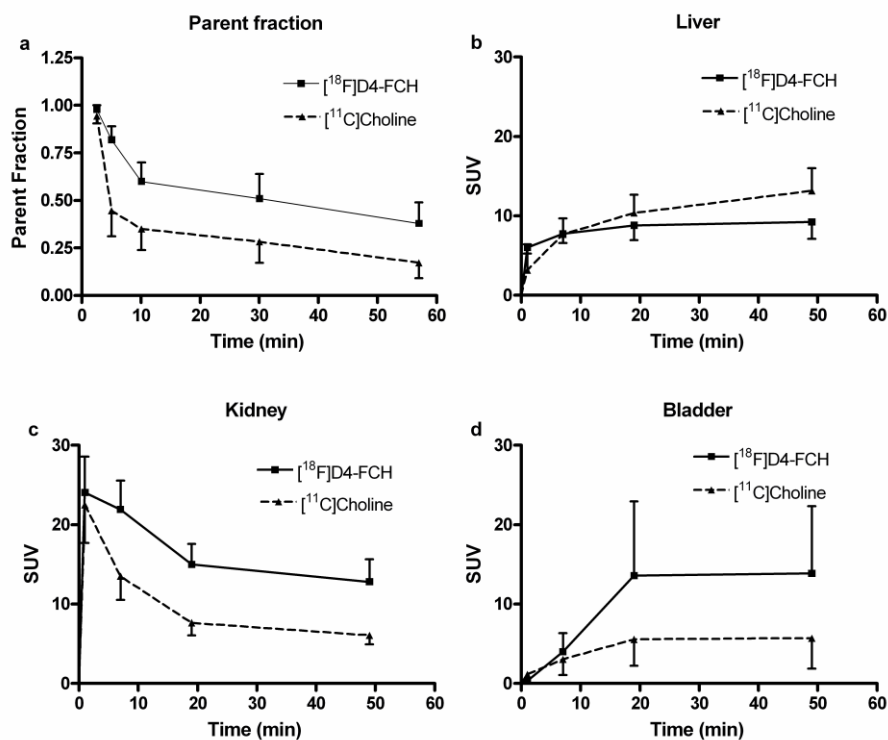 Parent fraction
a
1.25
1.00
0.75
0.50
0.25
0.00
Parent Fraction
[18F]D4-FCH
[11C]Choline
0 10 20 30 40 50 60
Time (min)
Liver
b
30
20
10
0
SUV
[18F]D4-FCH
[11C]Choline
0 10 20 30 40 50 60
Time (min)
Kidney
c
30
20
10
0
SUV
[18F]D4-FCH
[11C]Choline
0 10 20 30 40 50 60
Time (min)
Bladder
d
30
20
10
0
SUV
[18F]D4-FCH
[11C]Choline
0 10 20 30 40 50 60
Time (min)